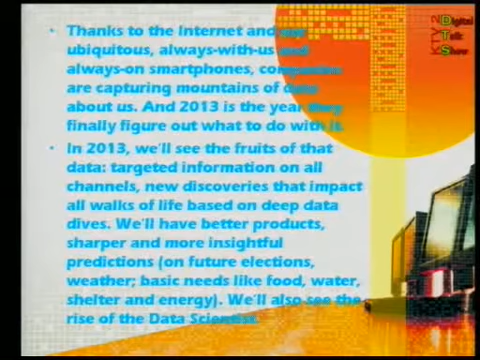 Thanks to the Internet and our
ubiquitous, always-with-us and
always-on smartphones, companies
are capturing mountains of data
about us. And 2013 is the year they
finally figure out what to do with it.
In 2013, we'll see the fruits of that
data: targeted information on all
channels, new discoveries that impact
all walks of life based on deep data
dives. We'll have better products,
sharper and more insightful
predictions (on future elections,
weather; basic needs like food, water,
shelter and energy). We'll also see the
rise of the Data Scientist.
Digital
Talk
Show